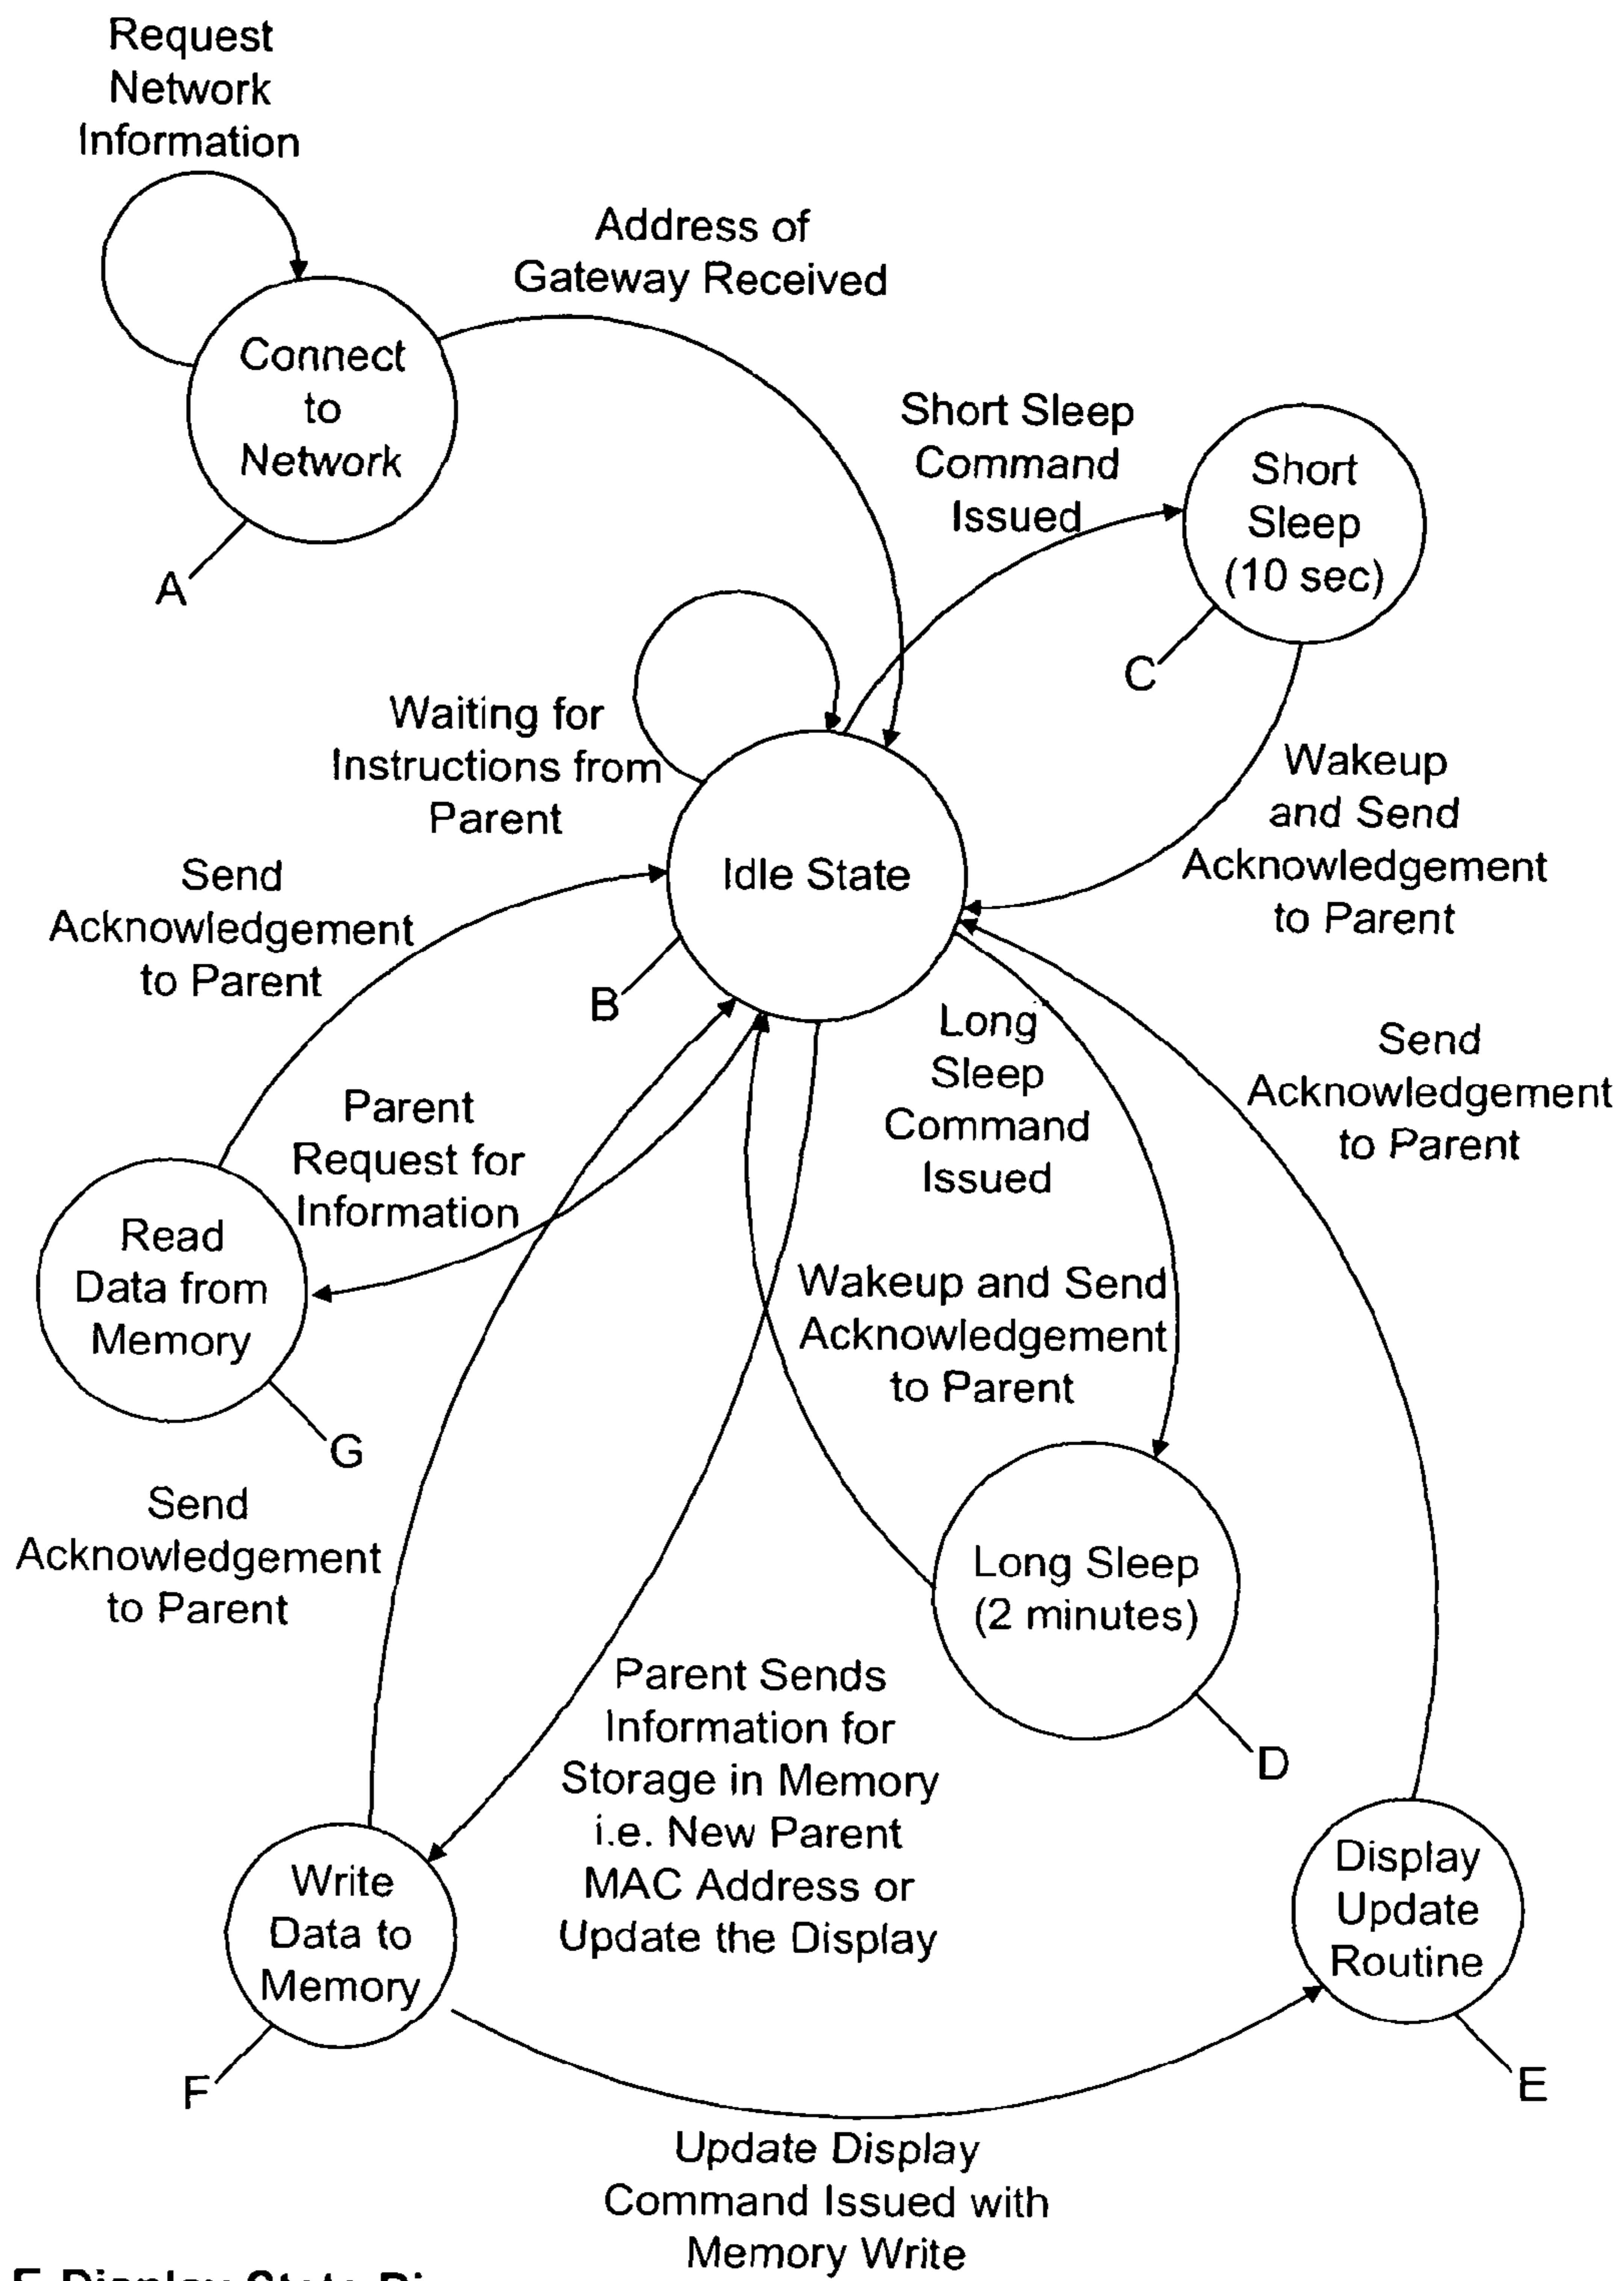 Request
Network
Information
Address of
Gateway Received
Connect
to
Network
A
Short Sleep
Command
Issued
Short
Sleep
(10 sec)
C
Waiting for
Instructions from
Parent
Wakeup
and Send
Acknowledgement
to Parent
Idle State
B
Send
Acknowledgement
to Parent
Long
Sleep
Command
Issued
Send
Acknowledgement
to Parent
Parent
Request for
Information
Read
Data from
Memory
G
Wakeup and Send
Acknowledgement
to Parent
Send
Acknowledgement
to Parent
Long Sleep
(2 minutes)
D
Parent Sends
Information for
Storage in Memory
i.e. New Parent
MAC Address or
Update the Display
Write
Data to
Memory
F
Display
Update
Routine
E
Update Display
Command Issued with
Memory Write